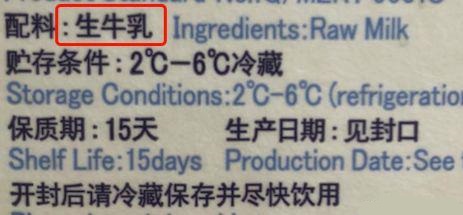 配料:生牛乳 Ingredients:Raw Milk
贮存条件:2℃—6℃冷藏
Storage Conditions:2℃-6℃(refrigeration
保质期:15天 生产日期:见封口
Shelf Life:15days Production Date:See
开封后请冷藏保存并尽快饮用